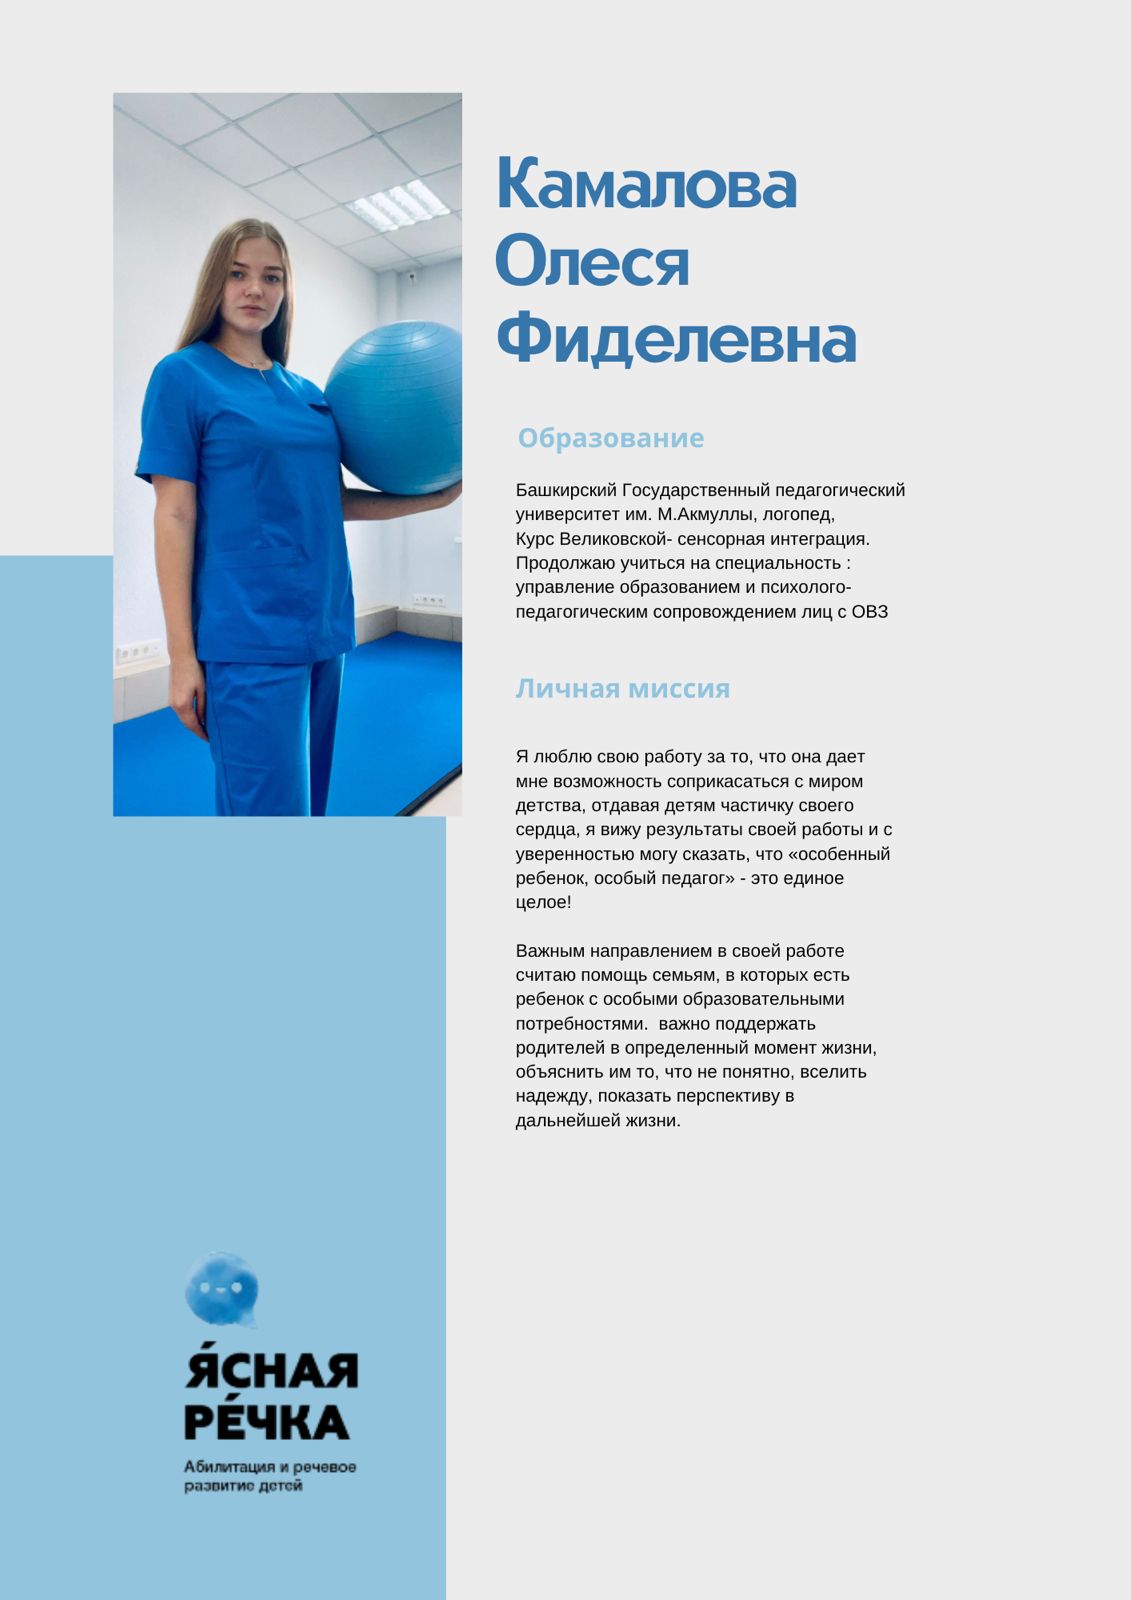 Камалова
Олеся
Фиделевна
Образование
Башкирский Государственный педагогический
университет им. М.Акмуллы, логопед,
Курс Великовской- сенсорная интеграция.
Продолжаю учиться на специальность :
управление образованием и психолого-
педагогическим сопровождением лиц с ОВЗ
Личная миссия
Я люблю свою работу за то, что она дает
мне возможность соприкасаться с миром
детства, отдавая детям частичку своего
сердца, я вижу результаты своей работы и с
уверенностью могу сказать, что «особенный
ребенок, особый педагог» - это единое
целое!
Важным направлением в своей работе
считаю помощь семьям, в которых есть
ребенок с особыми образовательными
потребностями.  важно поддержать
родителей в определенный момент жизни,
объяснить им то, что не понятно, вселить
надежду, показать перспективу в
дальнейшей жизни.
Я́СНАЯ
РЕ́ЧКА
Абилитация и речевое
развитие детей